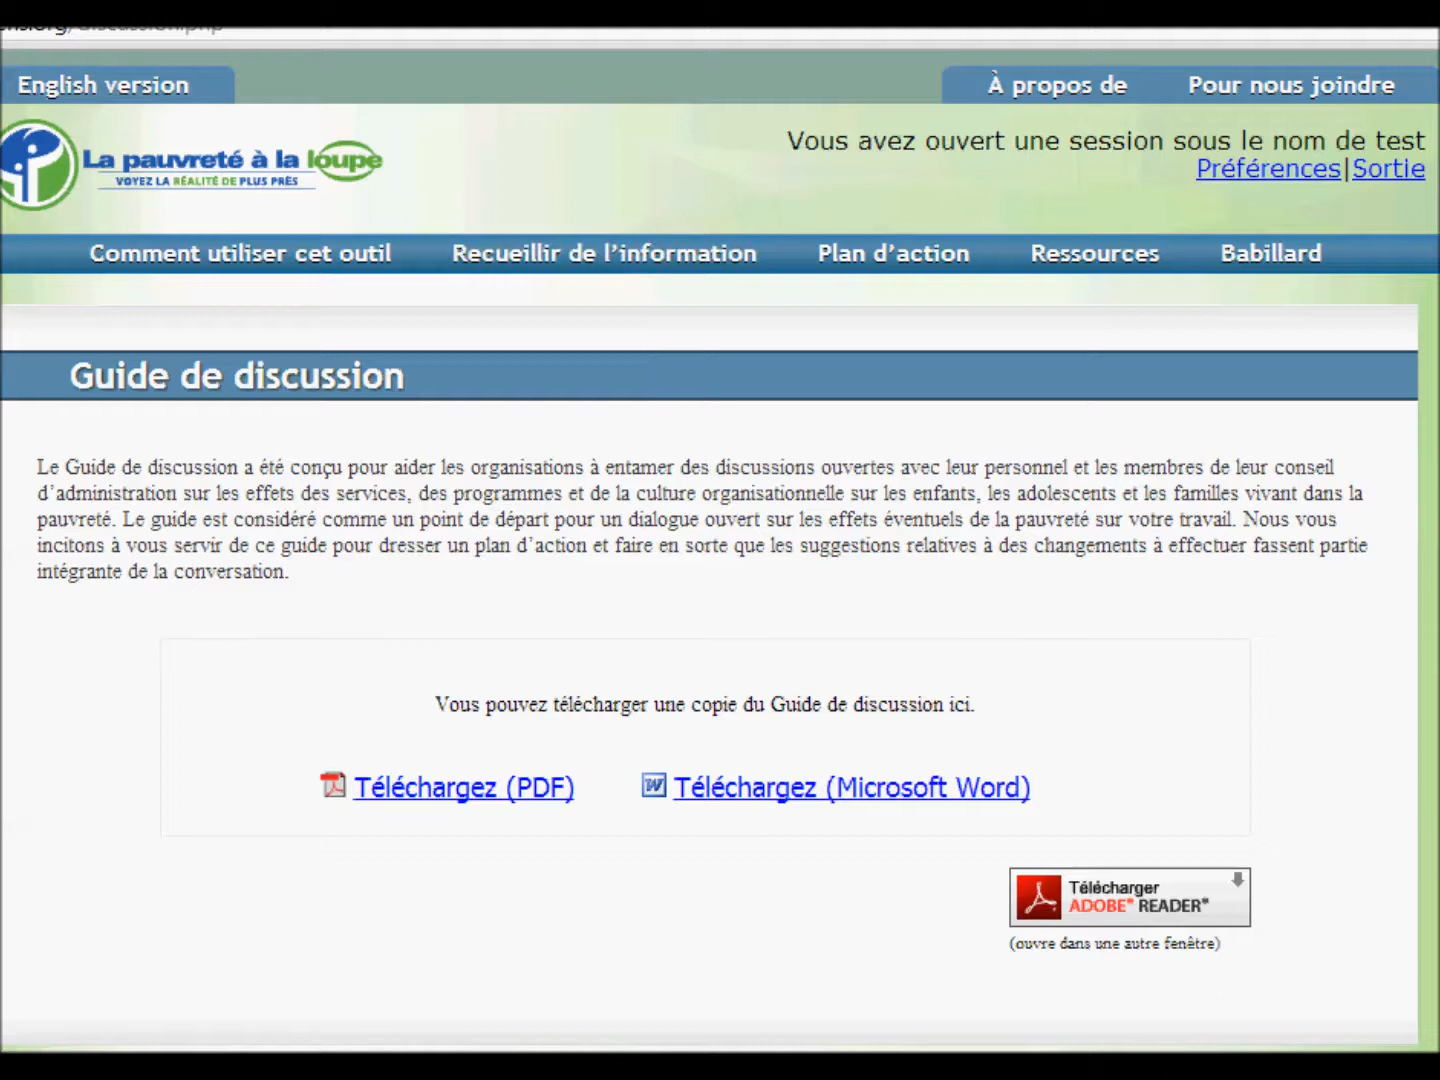 English version
À propos de
Pour nous joindre
La pauvreté à la loupe
VOYEZ LA RÉALITÉ DE PLUS PRÈS
Vous avez ouvert une session sous le nom de test
Préférences|Sortie
Comment utiliser cet outil
Recueillir de l’information
Plan d’action
Ressources
Babillard
Guide de discussion
Le Guide de discussion a été conçu pour aider les organisations à entamer des discussions ouvertes avec leur personnel et les membres de leur conseil
d’administration sur les effets des services, des programmes et de la culture organisationnelle sur les enfants, les adolescents et les familles vivant dans la
pauvreté. Le guide est considéré comme un point de départ pour un dialogue ouvert sur les effets éventuels de la pauvreté sur votre travail. Nous vous
incitons à vous servir de ce guide pour dresser un plan d’action et faire en sorte que les suggestions relatives à des changements à effectuer fassent partie
intégrante de la conversation.
Vous pouvez télécharger une copie du Guide de discussion ici.
Téléchargez (PDF)
Téléchargez (Microsoft Word)
Télécharger
ADOBE® READER®
(ouvre dans une autre fenêtre)